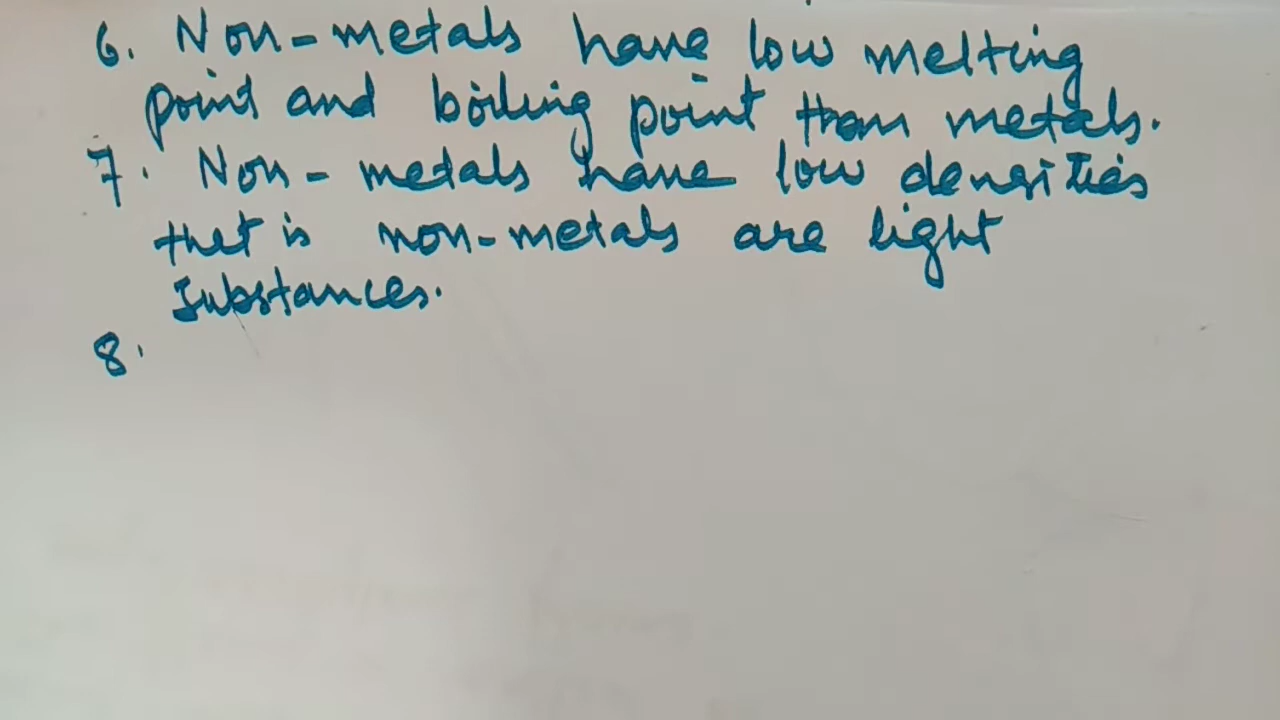 6. Non-metals have low melting
point and boiling point than metals.
7. Non-metals have low densities
that is non-metals are light
substances.
8.